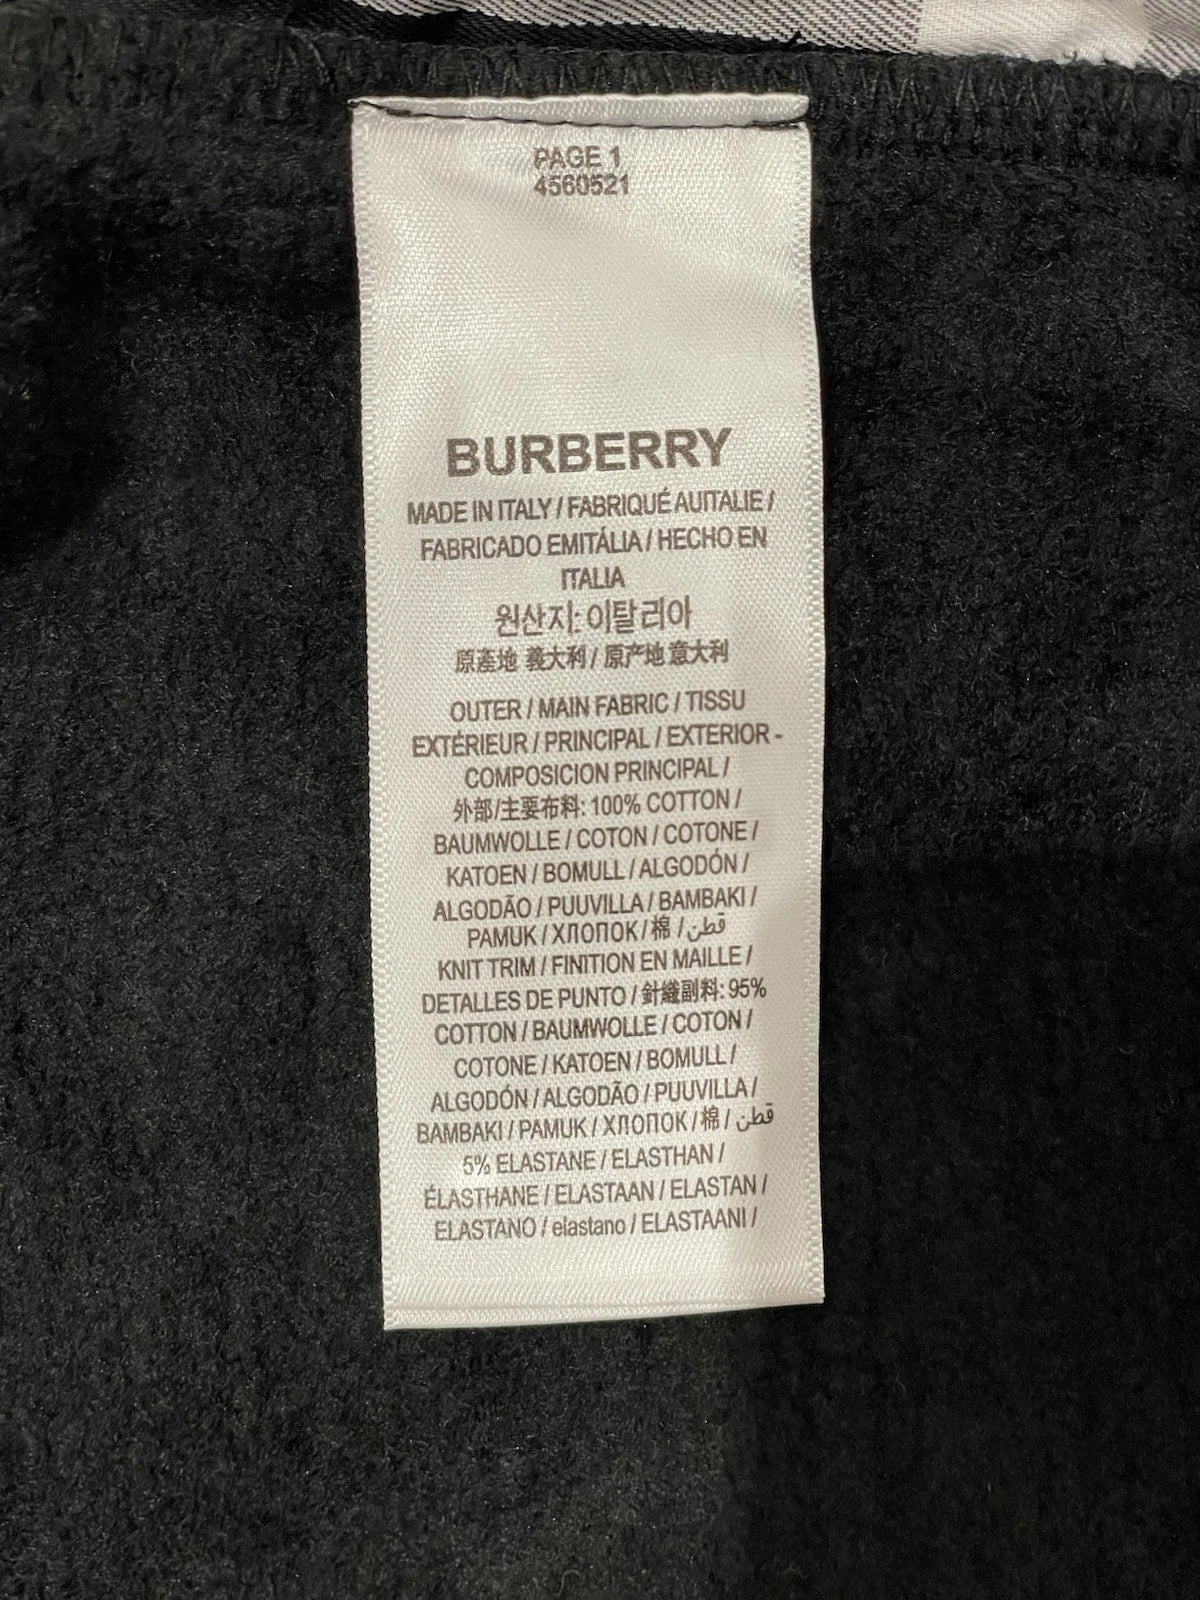 PAGE 1
4560521
BURBERRY
MADE IN ITALY / FABRIQUÉ AUITALIE /
FABRICADO EMITÁLIA / HECHO EN
ITALIA
원산지: 이탈리아
原產地 義大利 / 原产地 意大利
OUTER / MAIN FABRIC / TISSU
EXTÉRIEUR / PRINCIPAL / EXTERIOR -
COMPOSICION PRINCIPAL /
外部/主要布料: 100% COTTON /
BAUMWOLLE / COTON / COTONE /
KATOEN / BOMULL / ALGODÓN /
ALGODÃO / PUUVILLA / BAMBAKI /
PAMUK / ХЛОПОК / 棉 / قطن
KNIT TRIM / FINITION EN MAILLE /
DETALLES DE PUNTO / 針織副料: 95%
COTTON / BAUMWOLLE / COTON /
COTONE / KATOEN / BOMULL /
ALGODÓN / ALGODÃO / PUUVILLA /
BAMBAKI / PAMUK / ХЛОПОК / 棉 / قطن
5% ELASTANE / ELASTHAN /
ÉLASTHANE / ELASTAAN / ELASTAN /
ELASTANO / elastano / ELASTAANI /